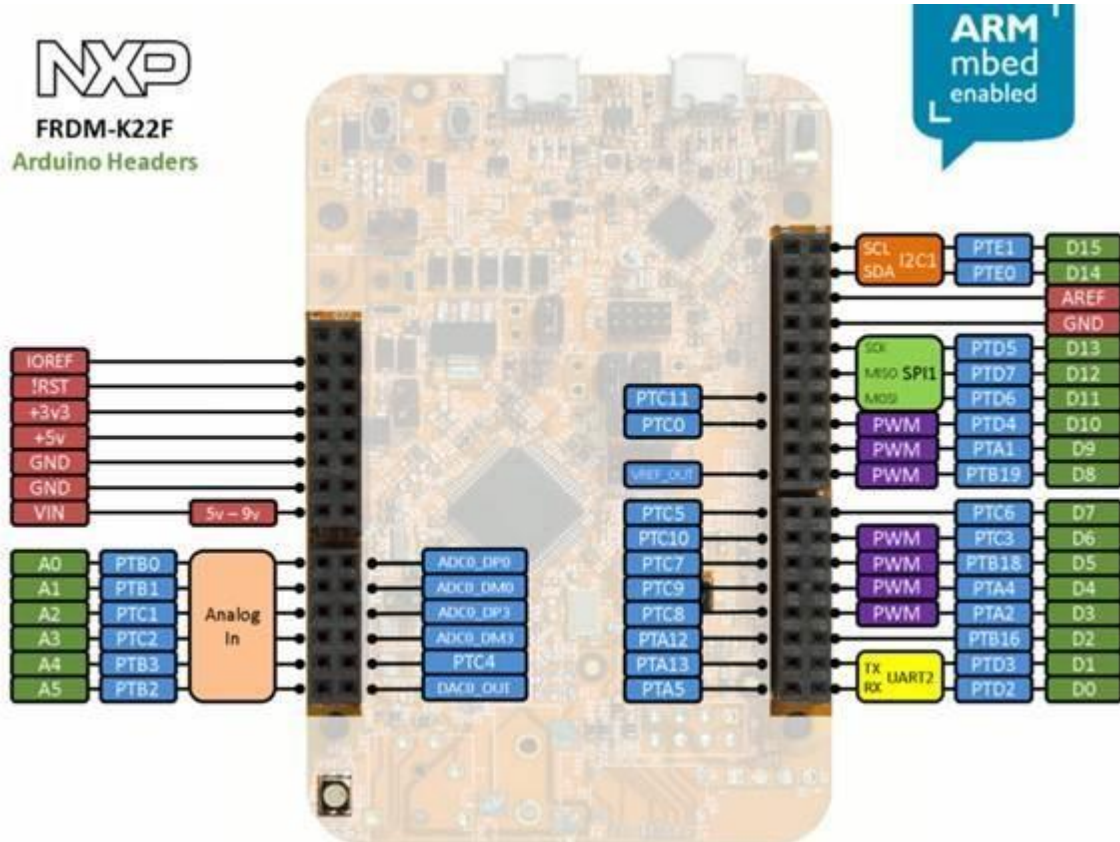 NXP
FRDM-K22F
Arduino Headers
ARM
mbed
enabled
SCL
SDA
I2C1
PTE1
D15
PTE0
D14
AREF
GND
SCK
MISO
MOSI
SPI1
PTD5
D13
PTD7
D12
PTD6
D11
PWM
PTD4
D10
PWM
PTA1
D9
PWM
PTB19
D8
PTC6
D7
PWM
PTC3
D6
PWM
PTB18
D5
PWM
PTA4
D4
PWM
PTA2
D3
PTB16
D2
TX
RX
UART2
PTD3
D1
PTD2
D0
PTC11
PTC0
VREF_OUT
PTC5
PTC10
PTC7
PTC9
PTC8
PTA12
PTA13
PTA5
IOREF
!RST
+3v3
+5v
GND
GND
VIN
5v – 9v
A0
PTB0
A1
PTB1
A2
PTC1
A3
PTC2
A4
PTB3
A5
PTB2
Analog
In
ADC0_DP0
ADC0_DM0
ADC0_DP3
ADC0_DM3
PTC4
DAC0_OUT